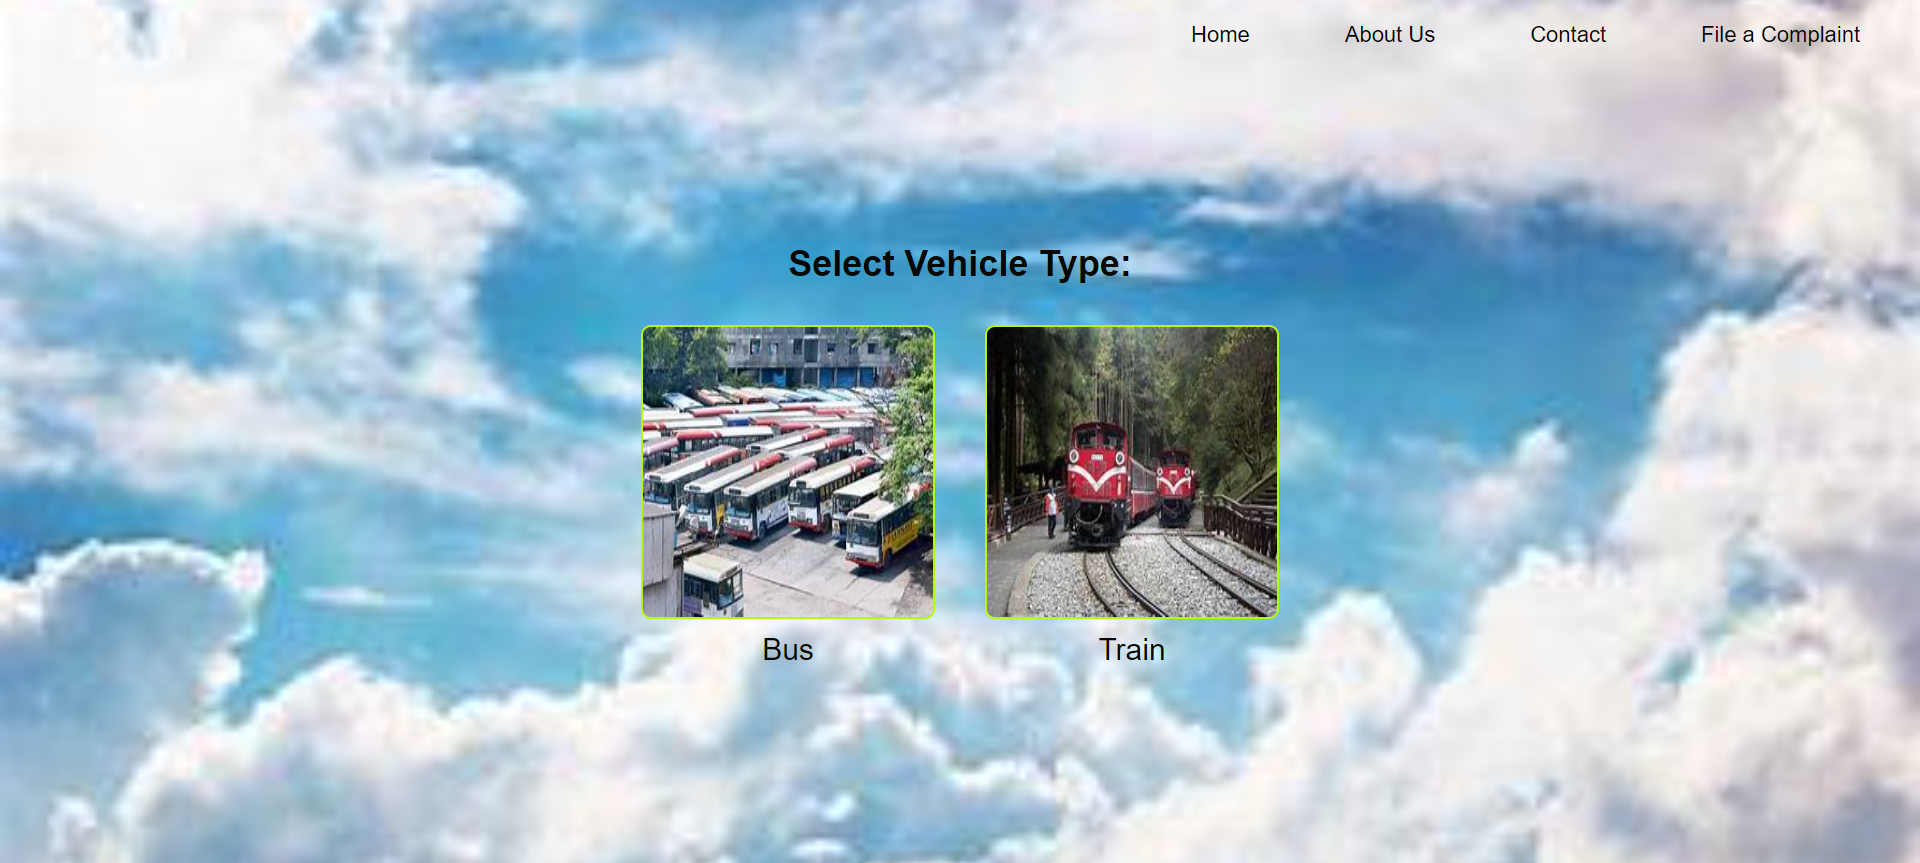 Home About Us Contact File a Complaint
Select Vehicle Type:
Bus Train